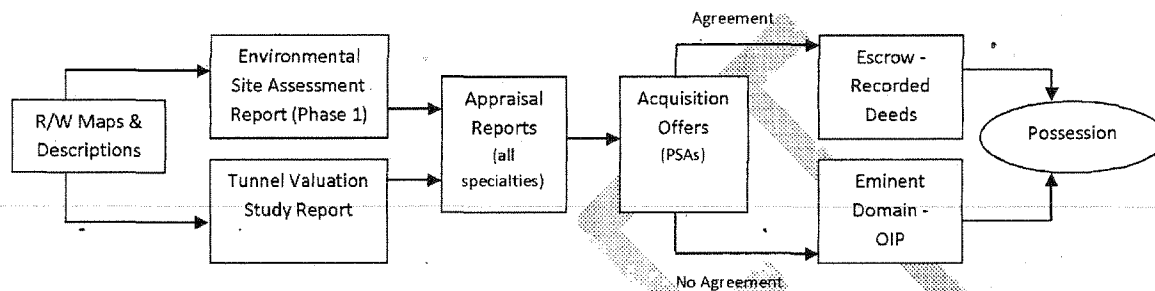 R/W Maps &
Descriptions
Environmental
Site Assessment
Report (Phase 1)
Tunnel Valuation
Study Report
Appraisal
Reports
(all
specialties)
Acquisition
Offers
(PSAs)
Agreement
No Agreement
Escrow -
Recorded
Deeds
Eminent
Domain -
OIP
Possession